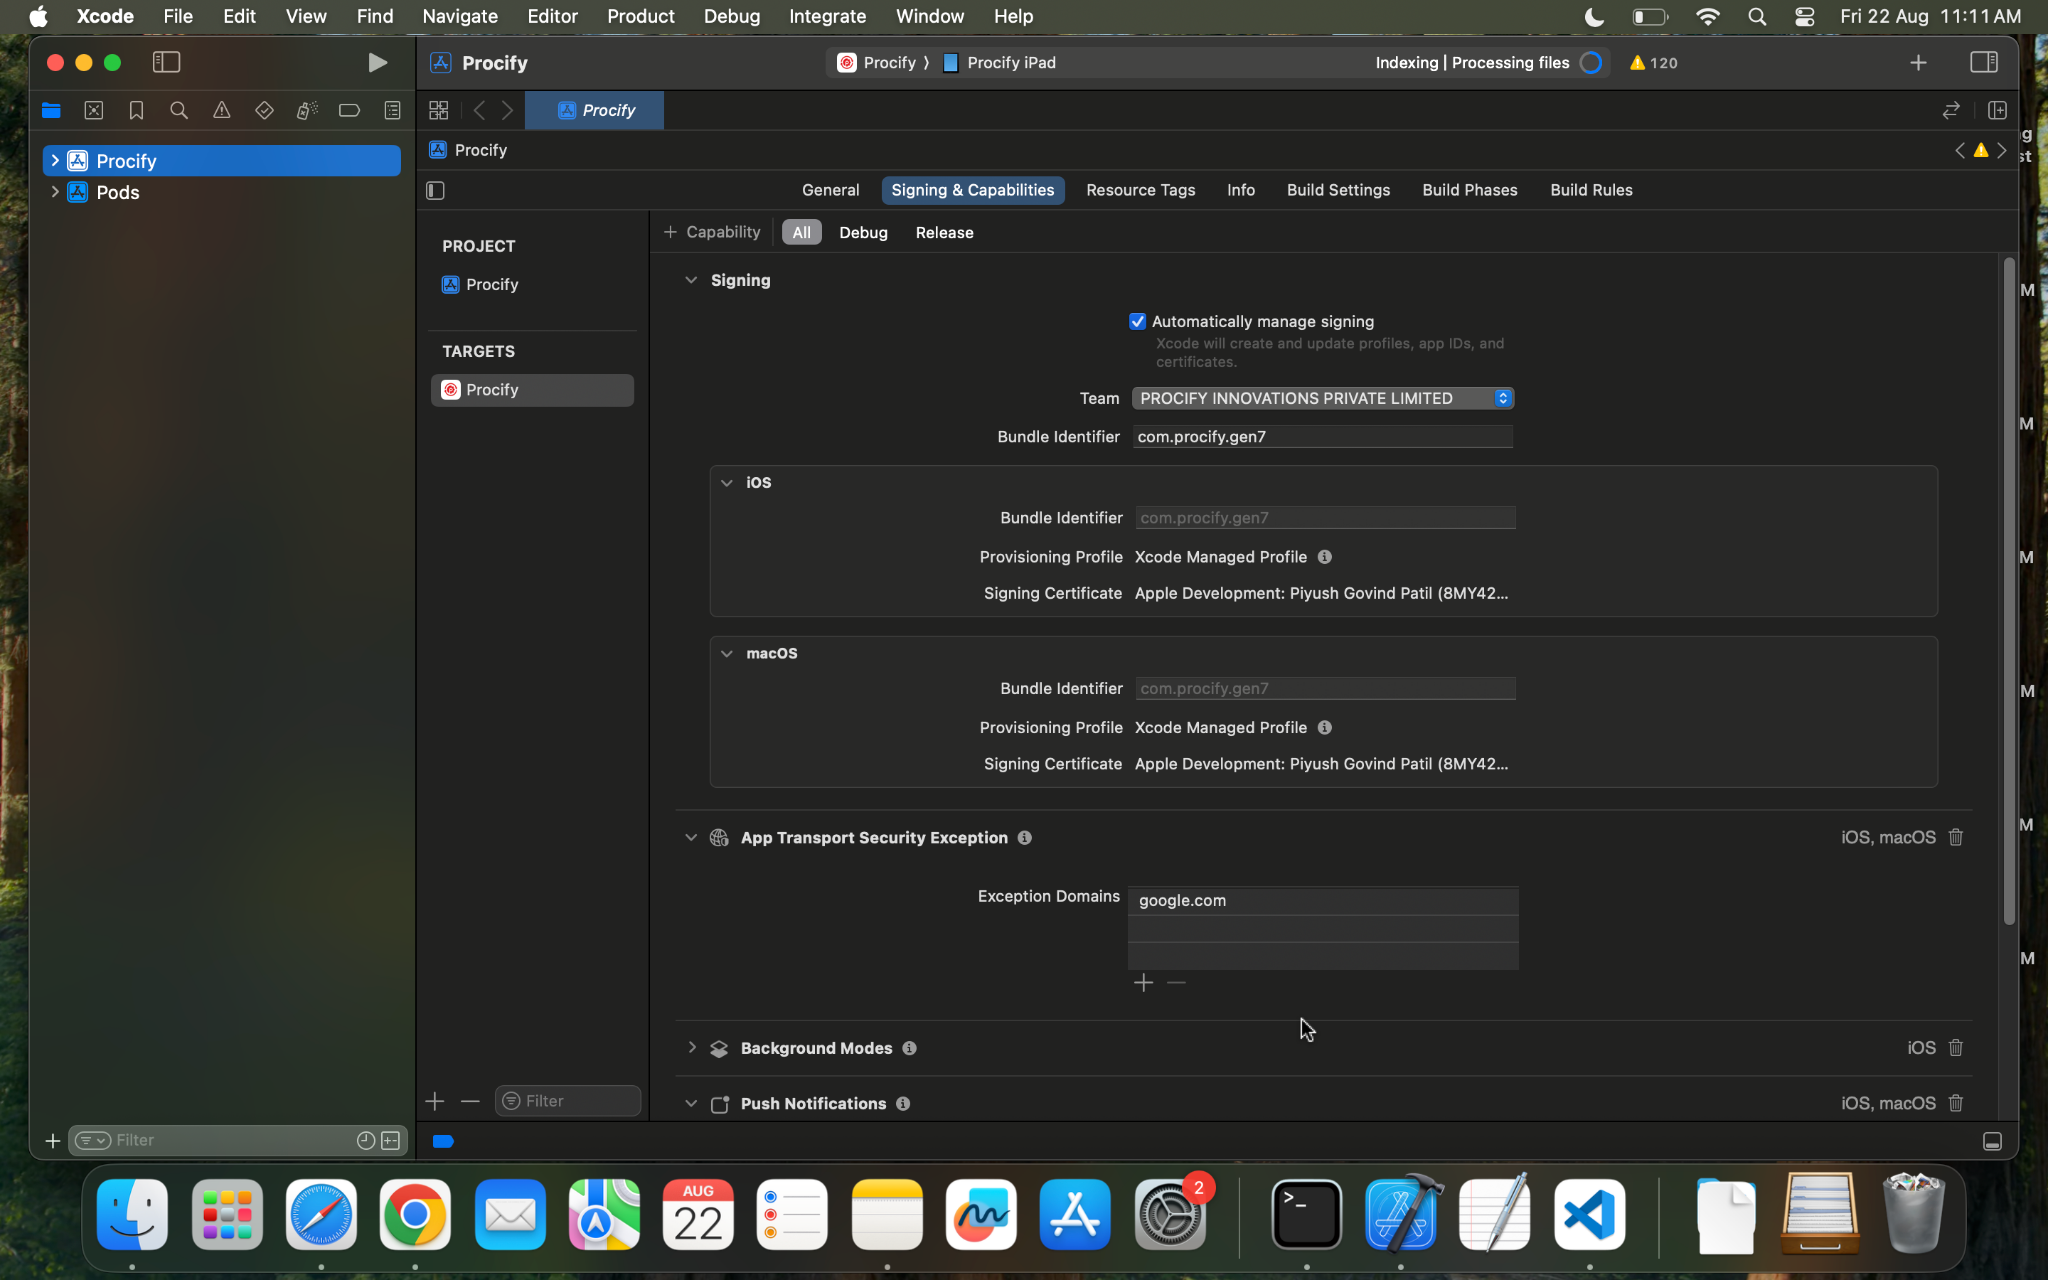 Xcode File Edit View Find Navigate Editor Product Debug Integrate Window Help Fri 22 Aug 11:11 AM
Procify
Procify ⟩ Procify iPad
Indexing | Processing files
120
Procify
Procify
Pods
Procify
General Signing & Capabilities Resource Tags Info Build Settings Build Phases Build Rules
PROJECT
Procify
TARGETS
Procify
+ Capability All Debug Release
Signing
Automatically manage signing
Xcode will create and update profiles, app IDs, and
certificates.
Team PROCIFY INNOVATIONS PRIVATE LIMITED
Bundle Identifier com.procify.gen7
iOS
Bundle Identifier com.procify.gen7
Provisioning Profile Xcode Managed Profile
Signing Certificate Apple Development: Piyush Govind Patil (8MY42...
macOS
Bundle Identifier com.procify.gen7
Provisioning Profile Xcode Managed Profile
Signing Certificate Apple Development: Piyush Govind Patil (8MY42...
App Transport Security Exception iOS, macOS
Exception Domains google.com
Background Modes iOS
Push Notifications iOS, macOS
Filter
Filter
g
st
M
M
M
M
M
M
AUG
22
2
>_